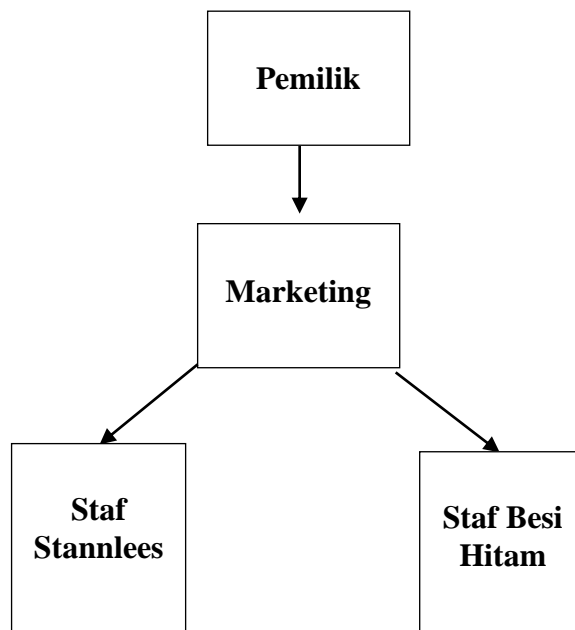 Pemilik
Marketing
Staf
Stannlees
Staf Besi
Hitam